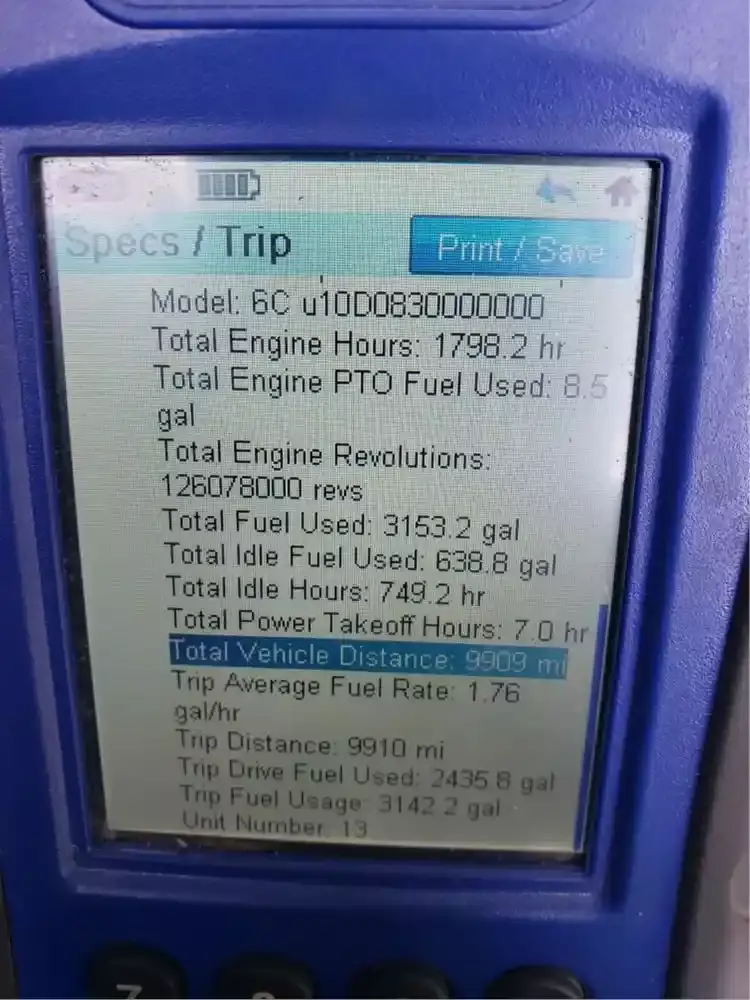 Specs / Trip
Print / Save
Model: 6C u10D0830000000
Total Engine Hours: 1798.2 hr
Total Engine PTO Fuel Used: 8.5
gal
Total Engine Revolutions:
126078000 revs
Total Fuel Used: 3153.2 gal
Total Idle Fuel Used: 638.8 gal
Total Idle Hours: 749.2 hr
Total Power Takeoff Hours: 7.0 hr
Total Vehicle Distance: 9909 mi
Trip Average Fuel Rate: 1.76
gal/hr
Trip Distance: 9910 mi
Trip Drive Fuel Used: 2435.8 gal
Trip Fuel Usage: 3142.2 gal
Unit Number: 13
7